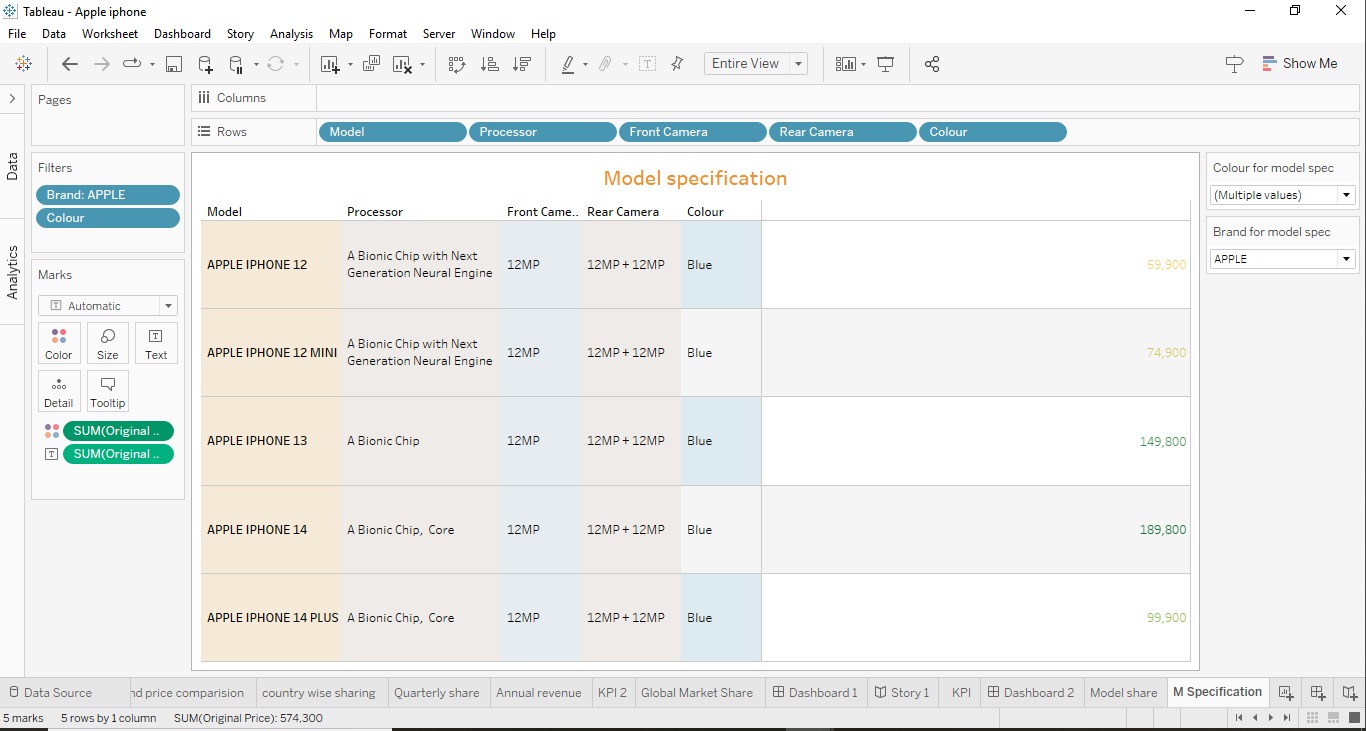 Tableau - Apple iphone
File Data Worksheet Dashboard Story Analysis Map Format Server Window Help
Entire View
Show Me
Pages
Columns
Rows Model Processor Front Camera Rear Camera Colour
Data
Analytics
Filters
Brand: APPLE
Colour
Marks
Automatic
Color Size Text
Detail Tooltip
SUM(Original ..
SUM(Original ..
Model specification
Model Processor Front Came.. Rear Camera Colour
APPLE IPHONE 12 A Bionic Chip with Next Generation Neural Engine 12MP 12MP + 12MP Blue 59,900
APPLE IPHONE 12 MINI A Bionic Chip with Next Generation Neural Engine 12MP 12MP + 12MP Blue 74,900
APPLE IPHONE 13 A Bionic Chip 12MP 12MP + 12MP Blue 149,800
APPLE IPHONE 14 A Bionic Chip, Core 12MP 12MP + 12MP Blue 189,800
APPLE IPHONE 14 PLUS A Bionic Chip, Core 12MP 12MP + 12MP Blue 99,900
Colour for model spec
(Multiple values)
Brand for model spec
APPLE
Data Source nd price comparision country wise sharing Quarterly share Annual revenue KPI 2 Global Market Share Dashboard 1 Story 1 KPI Dashboard 2 Model share M Specification
5 marks 5 rows by 1 column SUM(Original Price): 574,300